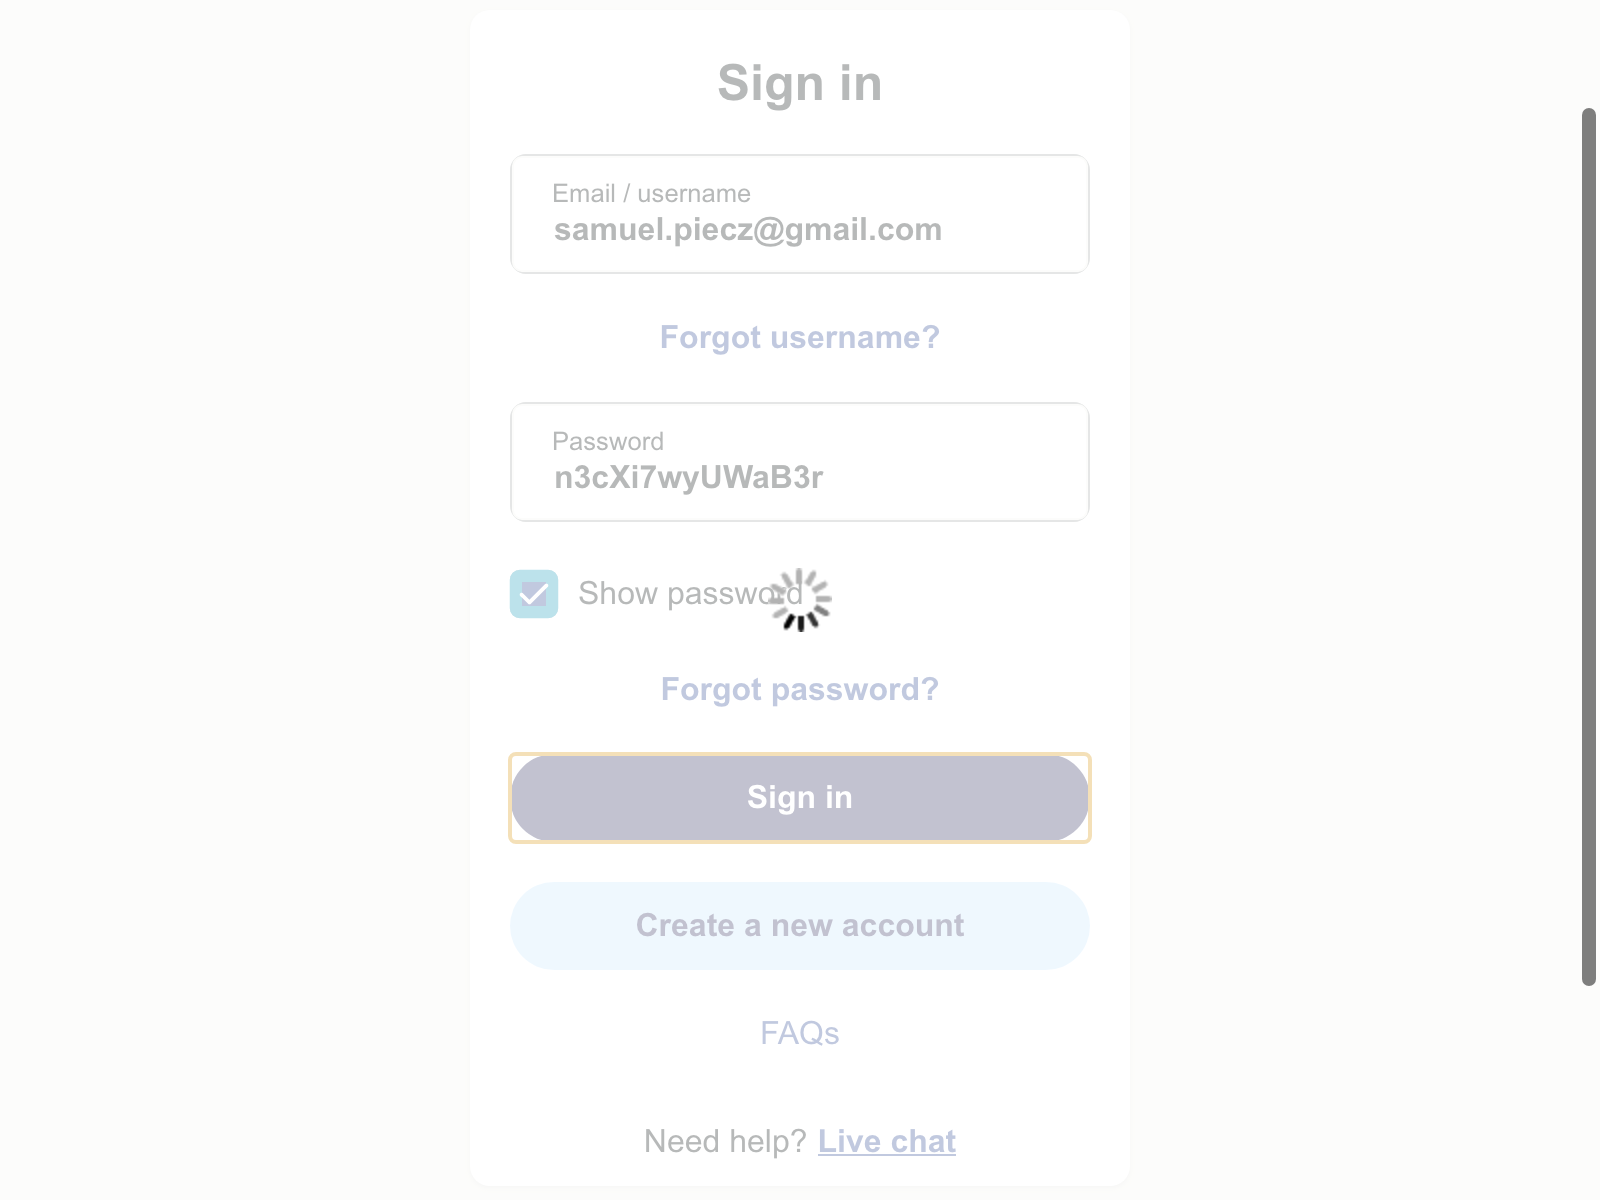 Sign in
Email / username
samuel.piecz@gmail.com
Forgot username?
Password
n3cXi7wyUWaB3r
Show password
Forgot password?
Sign in
Create a new account
FAQs
Need help? Live chat